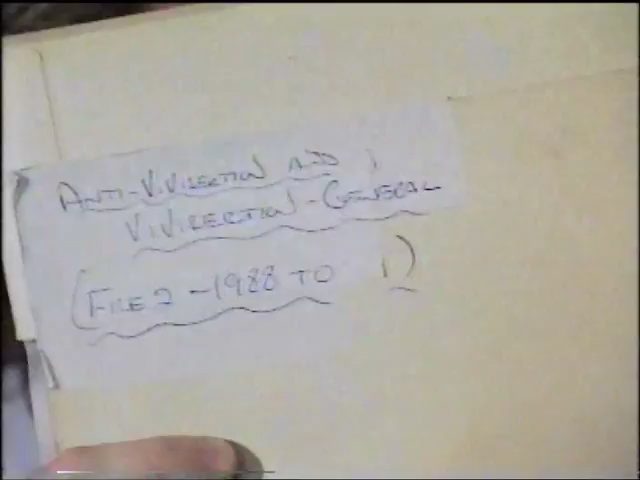 ANTI-VIVISECTION AND
VIVISECTION - GENERAL
(FILE 2 - 1988 TO )